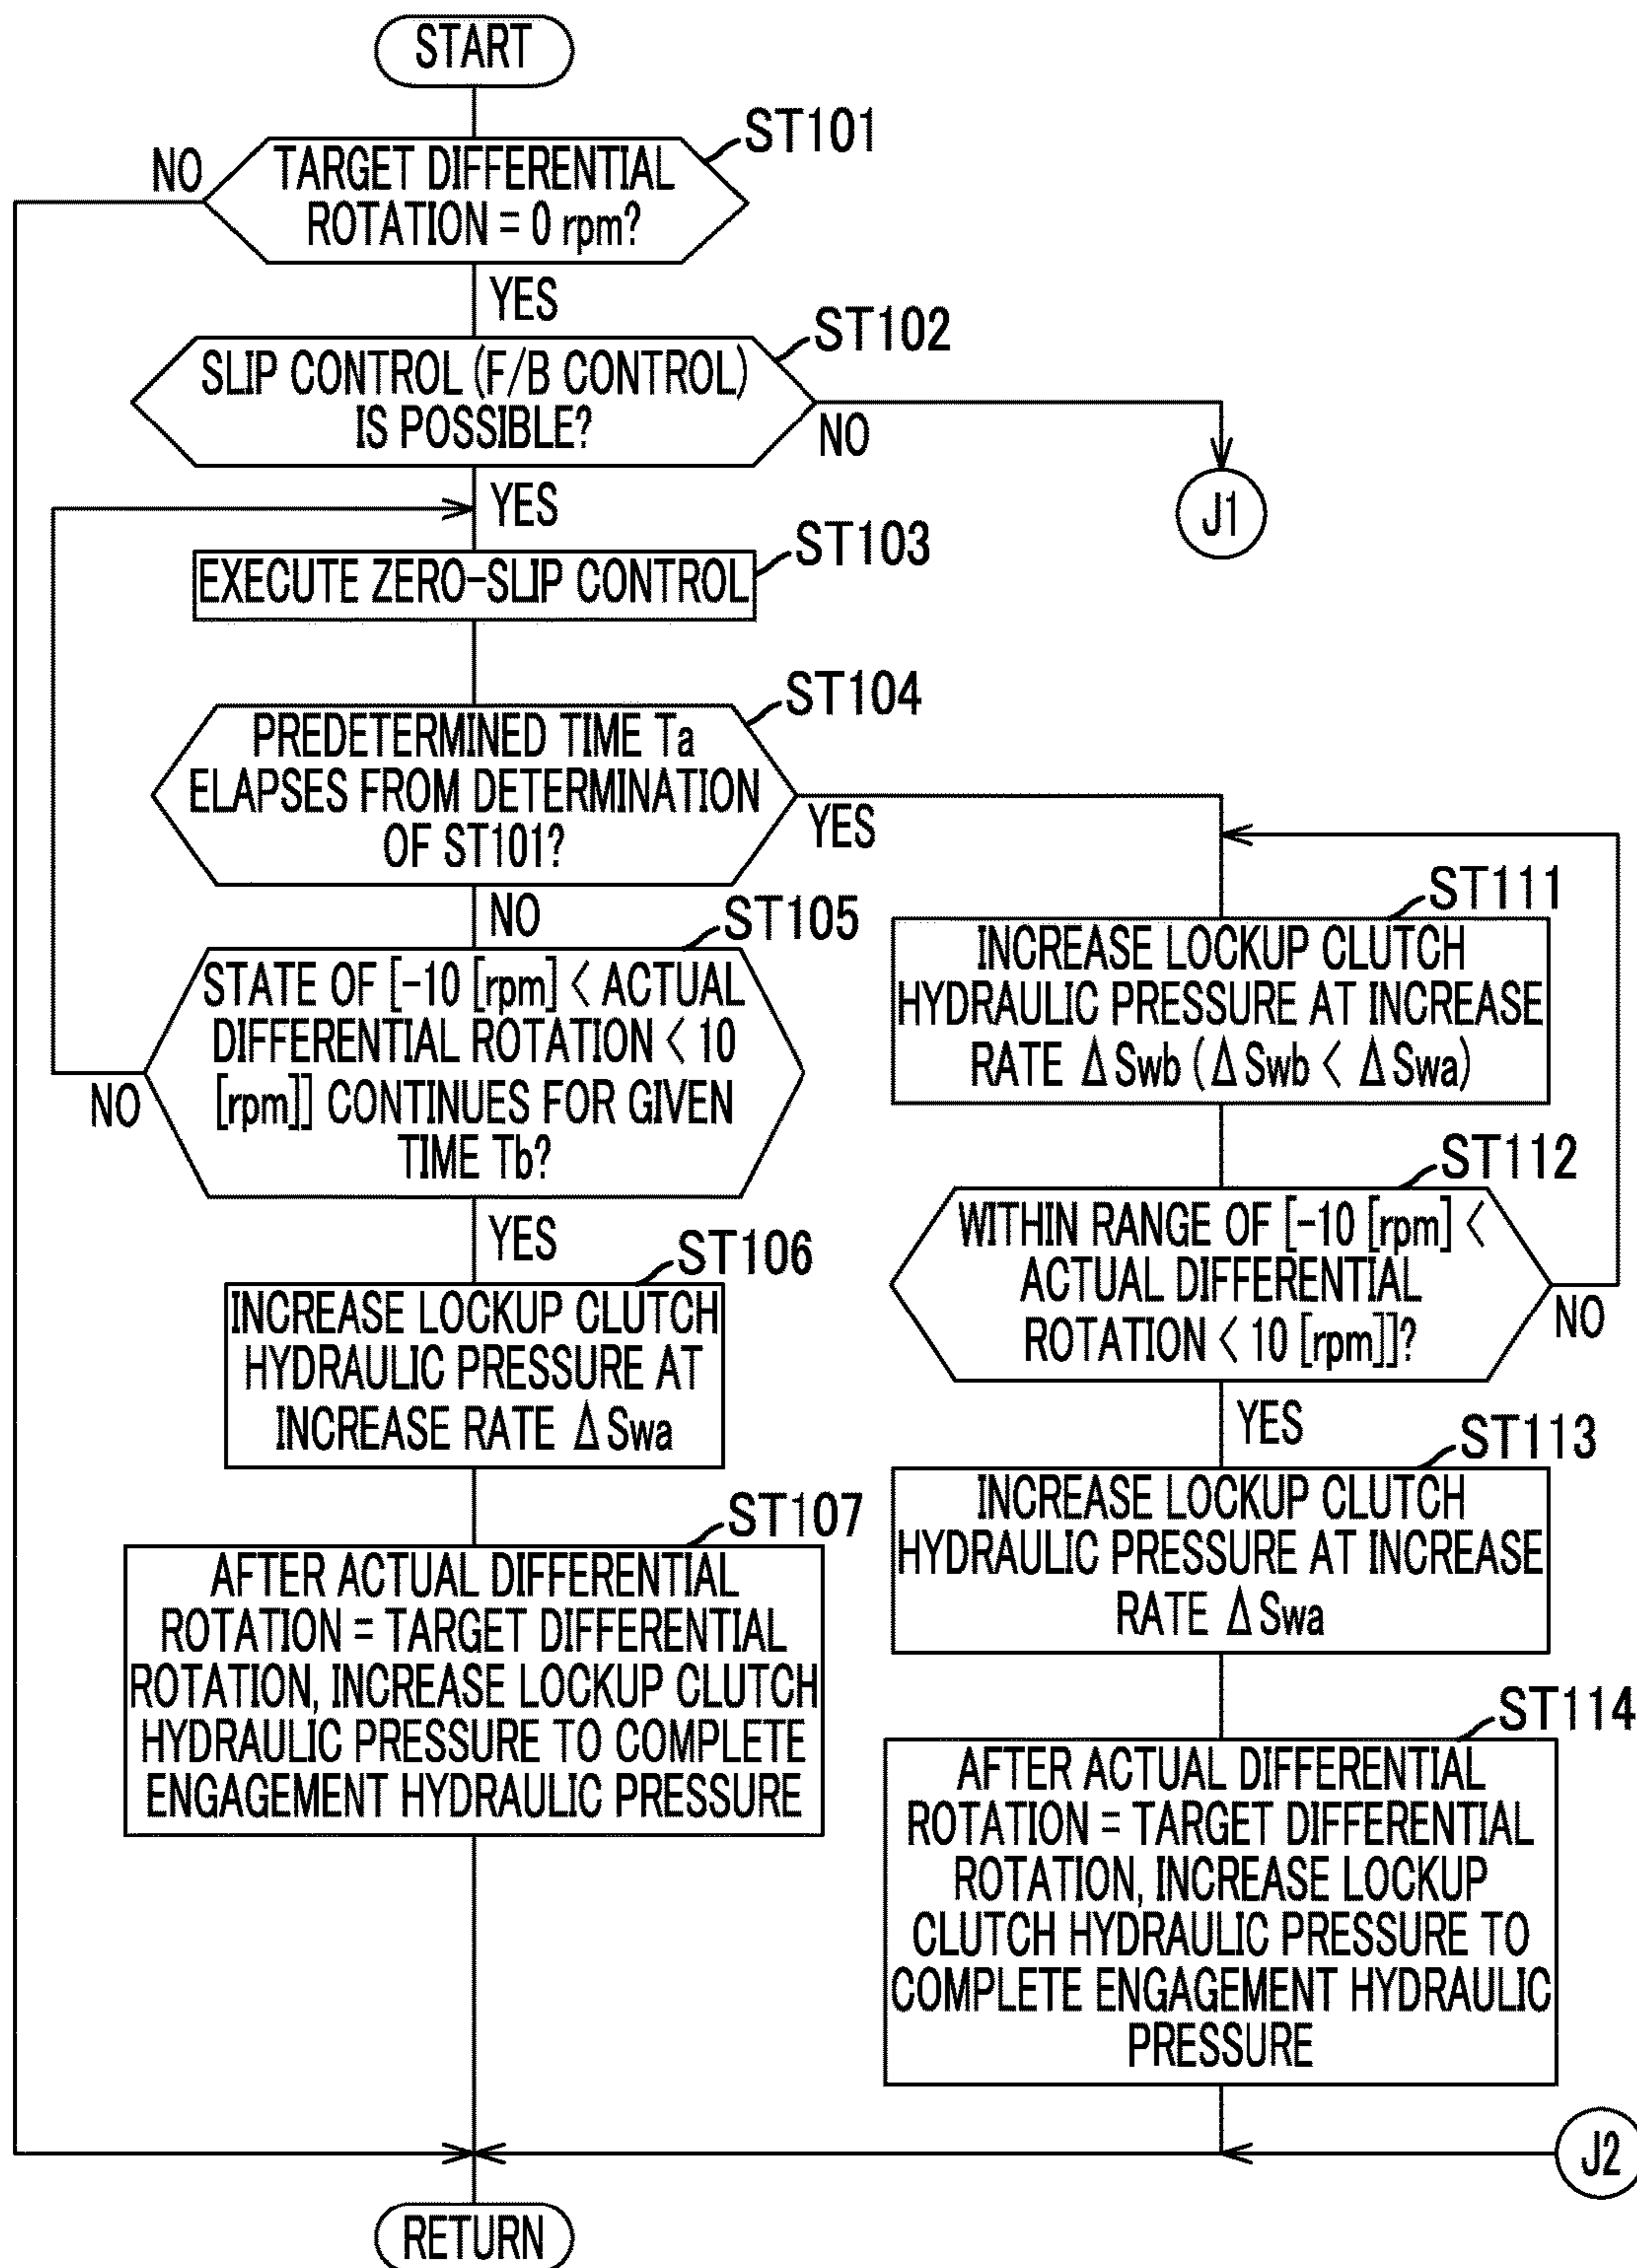 START
ST101
NO
TARGET DIFFERENTIAL
ROTATION = 0 rpm?
YES
ST102
SLIP CONTROL (F/B CONTROL)
IS POSSIBLE?
NO
J1
YES
ST103
EXECUTE ZERO-SLIP CONTROL
ST104
PREDETERMINED TIME Ta
ELAPSES FROM DETERMINATION
OF ST101?
YES
NO
ST105
STATE OF [-10 [rpm] < ACTUAL
DIFFERENTIAL ROTATION < 10
[rpm]] CONTINUES FOR GIVEN
TIME Tb?
NO
YES
ST106
INCREASE LOCKUP CLUTCH
HYDRAULIC PRESSURE AT
INCREASE RATE ΔSwa
ST107
AFTER ACTUAL DIFFERENTIAL
ROTATION = TARGET DIFFERENTIAL
ROTATION, INCREASE LOCKUP CLUTCH
HYDRAULIC PRESSURE TO COMPLETE
ENGAGEMENT HYDRAULIC PRESSURE
ST111
INCREASE LOCKUP CLUTCH
HYDRAULIC PRESSURE AT INCREASE
RATE ΔSwb (ΔSwb < ΔSwa)
ST112
WITHIN RANGE OF [-10 [rpm] <
ACTUAL DIFFERENTIAL
ROTATION < 10 [rpm]]?
NO
YES
ST113
INCREASE LOCKUP CLUTCH
HYDRAULIC PRESSURE AT INCREASE
RATE ΔSwa
ST114
AFTER ACTUAL DIFFERENTIAL
ROTATION = TARGET DIFFERENTIAL
ROTATION, INCREASE LOCKUP
CLUTCH HYDRAULIC PRESSURE TO
COMPLETE ENGAGEMENT HYDRAULIC
PRESSURE
J2
RETURN